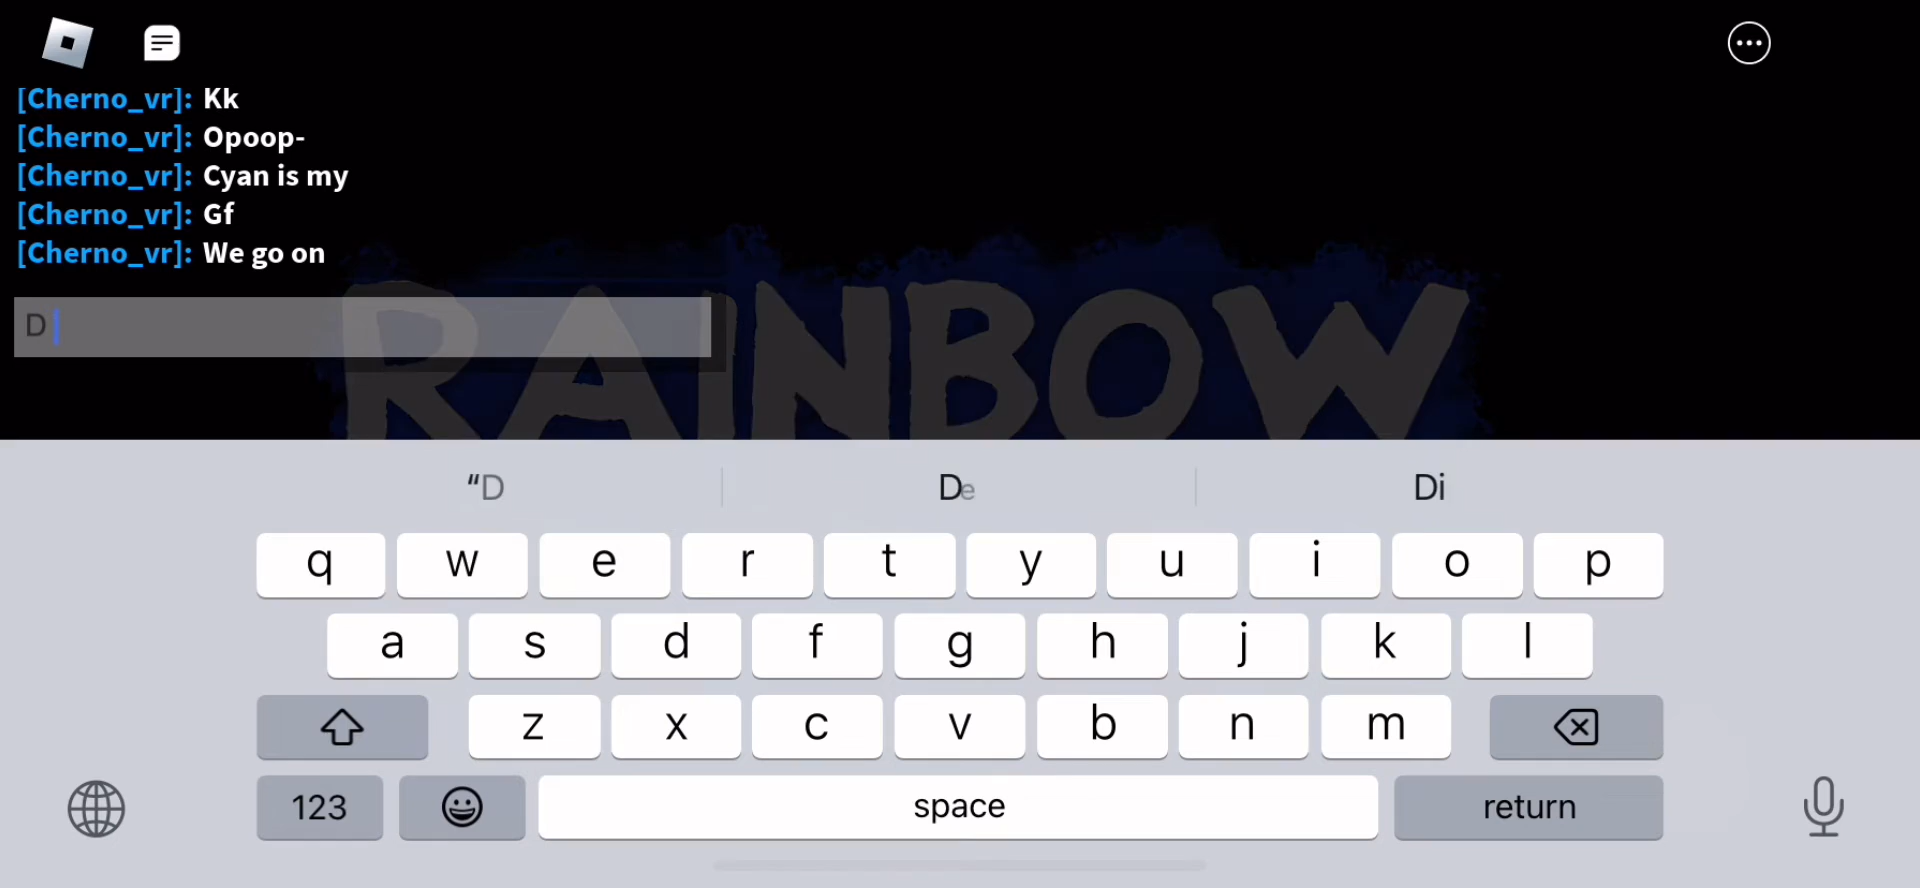 [Cherno_vr]: Kk
[Cherno_vr]: Opoop-
[Cherno_vr]: Cyan is my
[Cherno_vr]: Gf
[Cherno_vr]: We go on
D
RAINBOW
“D De Di
q w e r t y u i o p
a s d f g h j k l
z x c v b n m
123 space return